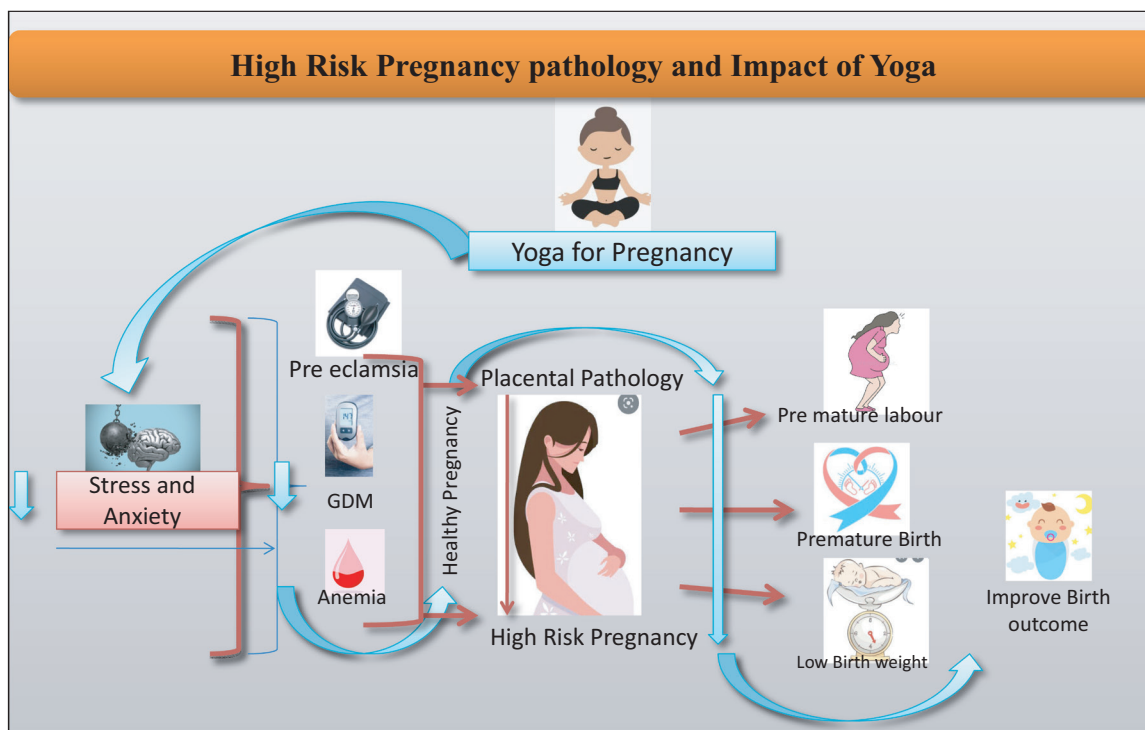 High Risk Pregnancy pathology and Impact of Yoga
Yoga for Pregnancy
Pre eclamsia
Placental Pathology
Pre mature labour
Stress and
Anxiety
GDM
Healthy Pregnancy
Premature Birth
Anemia
Improve Birth
outcome
High Risk Pregnancy
Low Birth weight